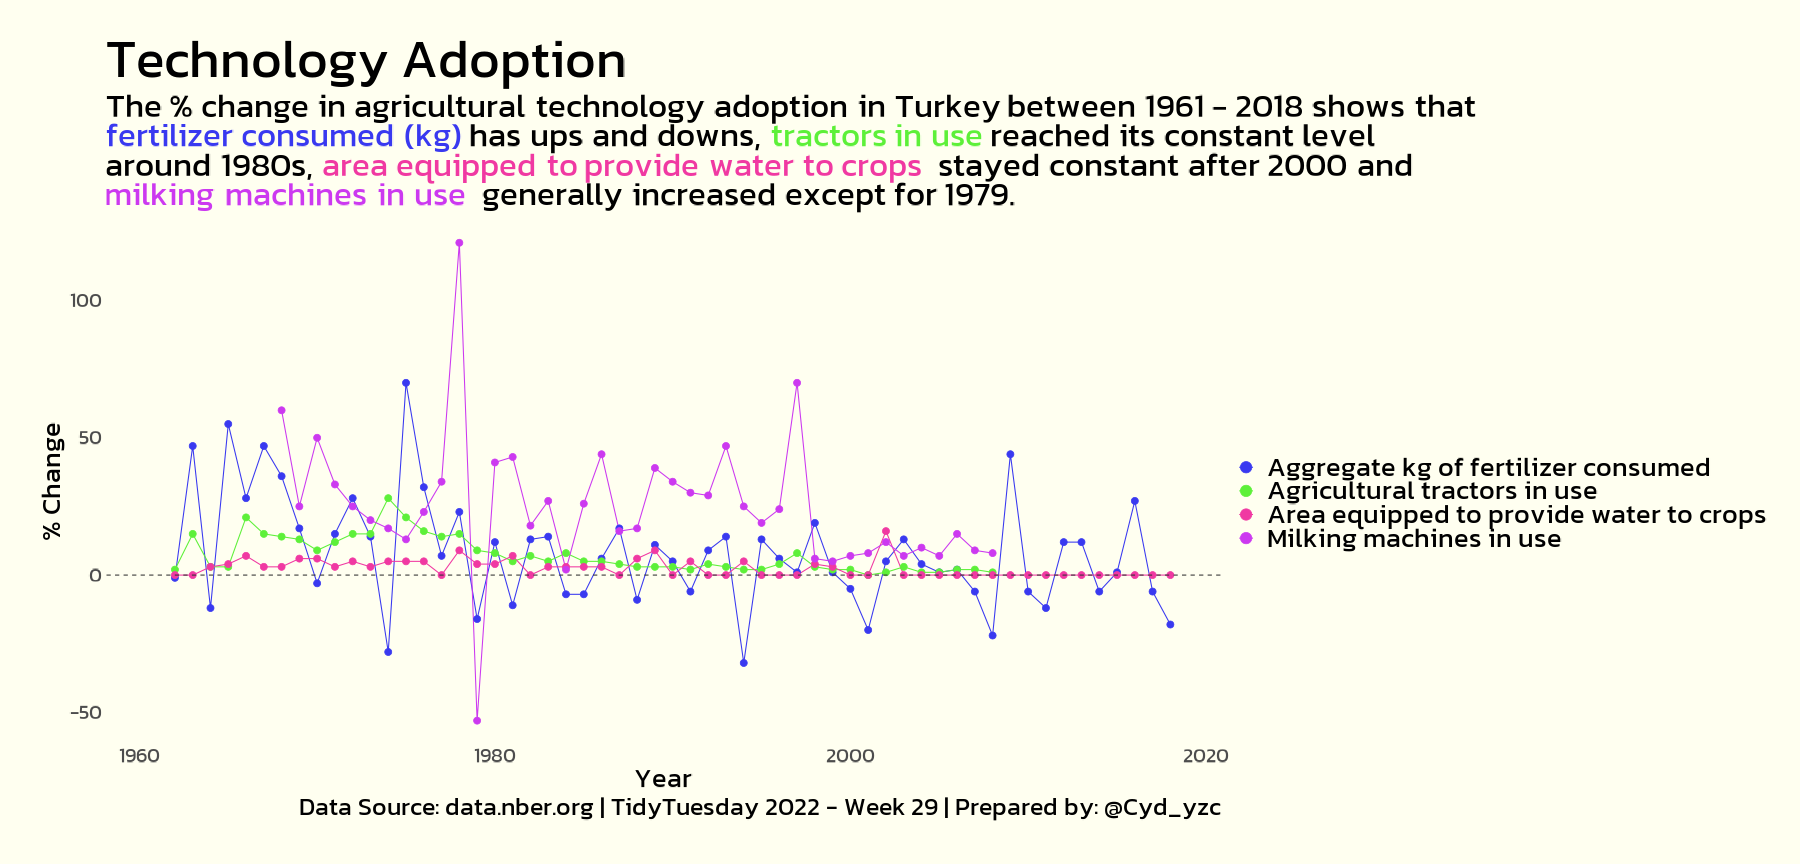 Technology Adoption
The % change in agricultural technology adoption in Turkey between 1961 - 2018 shows that
fertilizer consumed (kg) has ups and downs, tractors in use reached its constant level
around 1980s, area equipped to provide water to crops stayed constant after 2000 and
milking machines in use generally increased except for 1979.
100
50
0
-50
% Change
1960
1980
2000
2020
Year
Aggregate kg of fertilizer consumed
Agricultural tractors in use
Area equipped to provide water to crops
Milking machines in use
Data Source: data.nber.org | TidyTuesday 2022 - Week 29 | Prepared by: @Cyd_yzc